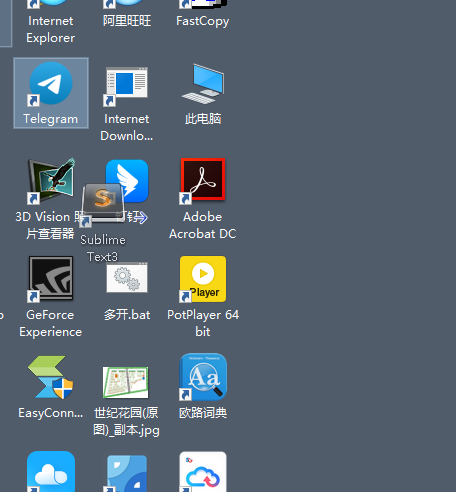 Internet
Explorer
阿里旺旺
FastCopy
Telegram
Internet
Downlo...
此电脑
3D Vision 照
片查看器
钉钉
Adobe
Acrobat DC
Sublime
Text3
GeForce
Experience
多开.bat
Player
PotPlayer 64
bit
EasyConn...
世纪花园(原
图)_副本.jpg
Aa
欧路词典